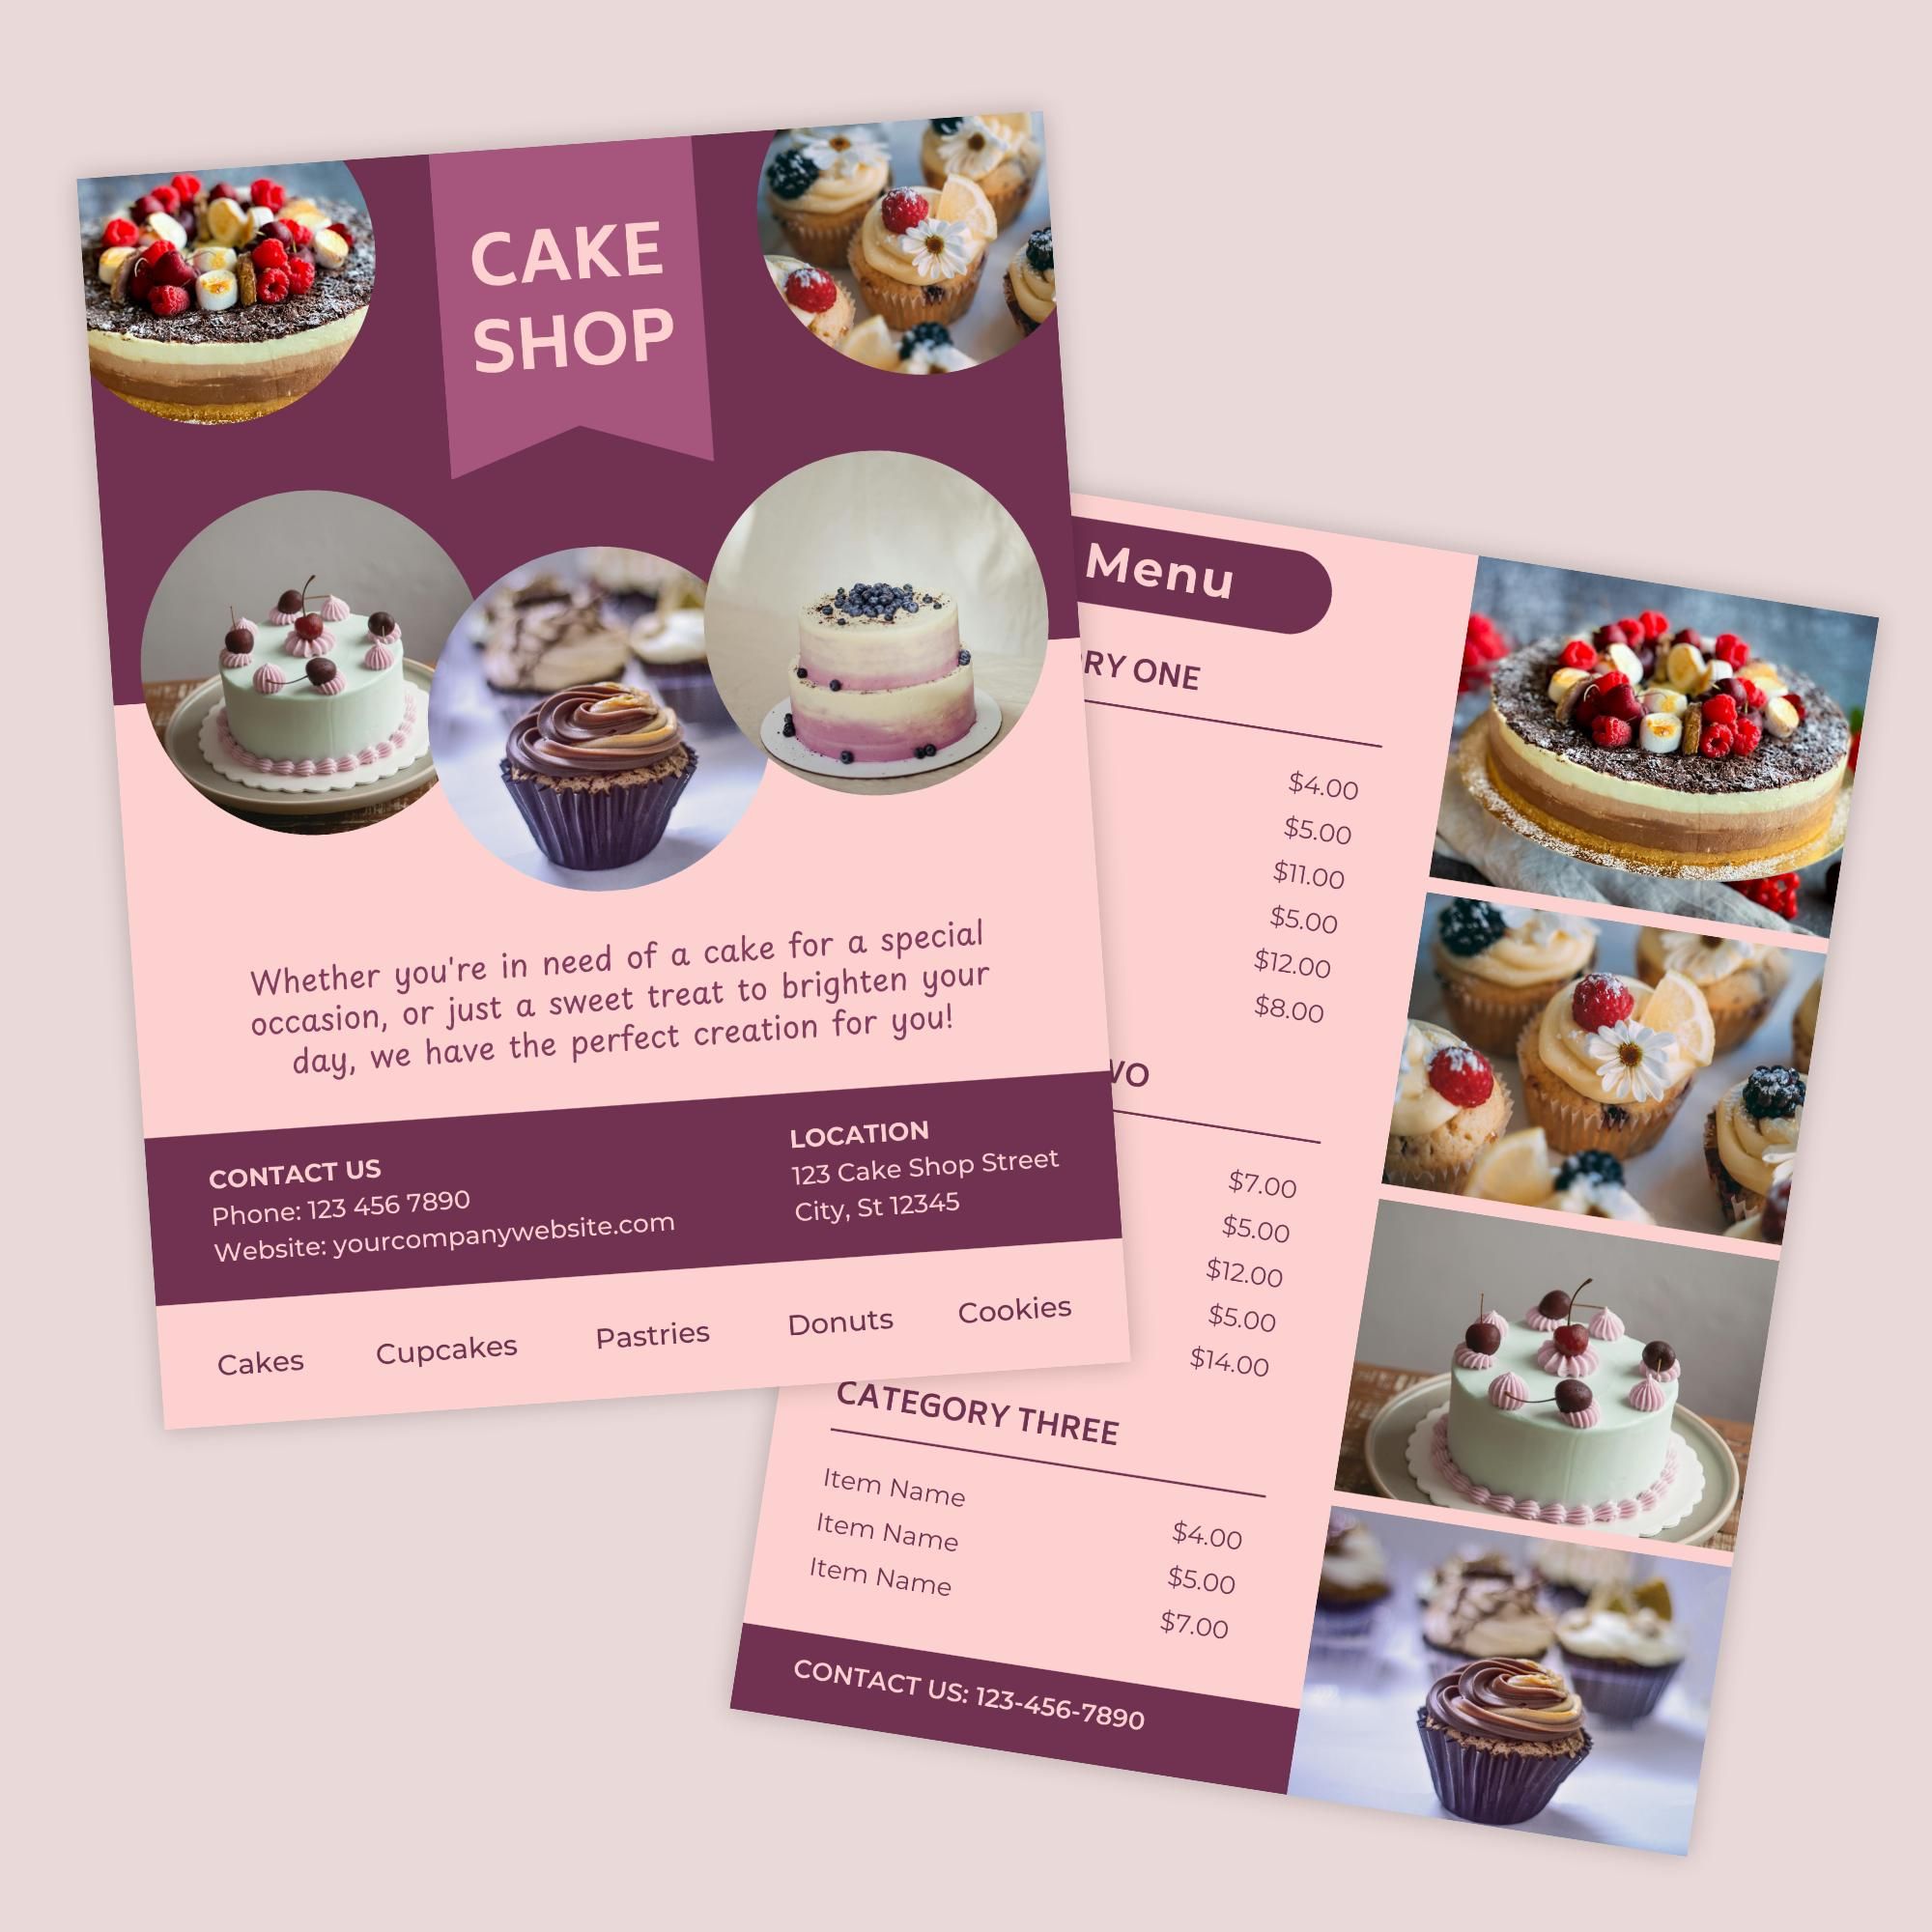 CAKE
SHOP
Whether you're in need of a cake for a special
occasion, or just a sweet treat to brighten your
day, we have the perfect creation for you!
CONTACT US
Phone: 123 456 7890
Website: yourcompanywebsite.com
LOCATION
123 Cake Shop Street
City, St 12345
Cakes Cupcakes Pastries Donuts Cookies
Menu
RY ONE
$4.00
$5.00
$11.00
$5.00
$12.00
$8.00
WO
$7.00
$5.00
$12.00
$5.00
$14.00
CATEGORY THREE
Item Name $4.00
Item Name $5.00
Item Name $7.00
CONTACT US: 123-456-7890